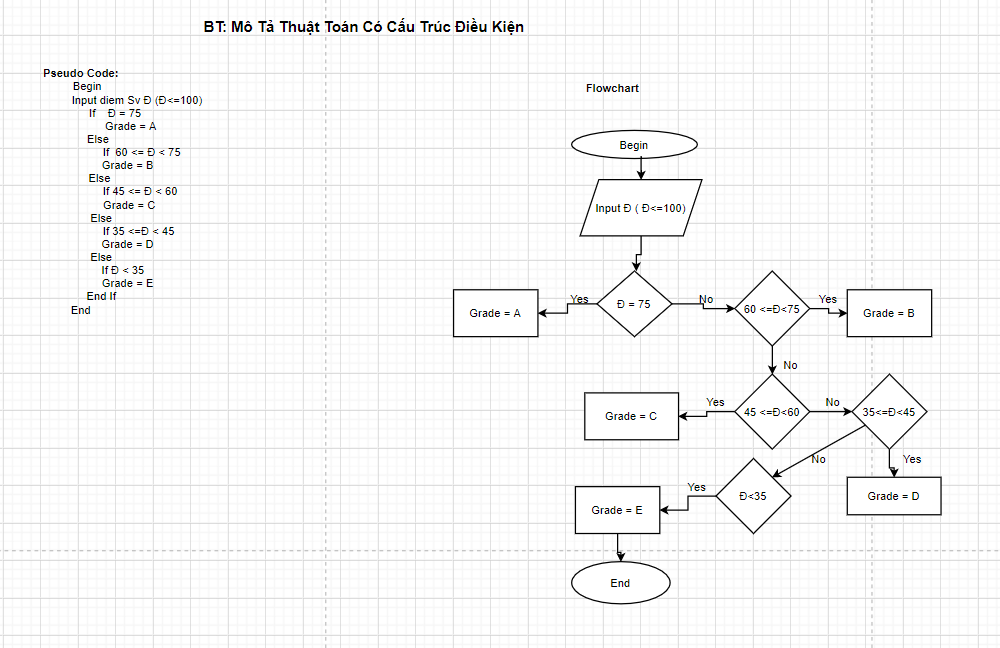 BT: Mô Tả Thuật Toán Có Cấu Trúc Điều Kiện
Pseudo Code:
Begin
Input diem Sv Đ (Đ<=100)
If Đ = 75
Grade = A
Else
If 60 <= Đ < 75
Grade = B
Else
If 45 <= Đ < 60
Grade = C
Else
If 35 <=Đ < 45
Grade = D
Else
If Đ < 35
Grade = E
End If
End
Flowchart
Begin
Input Đ ( Đ<=100)
Đ = 75
Yes
Grade = A
No
60 <=Đ<75
Yes
Grade = B
No
45 <=Đ<60
Yes
Grade = C
No
35<=Đ<45
Yes
Grade = D
No
Đ<35
Yes
Grade = E
End